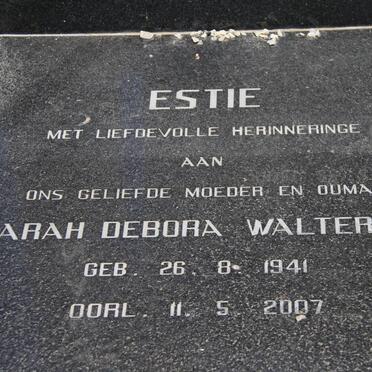 ESTIE
MET LIEFDEVOLLE HERINNERINGE
AAN
ONS GELIEFDE MOEDER EN OUMA
ARAH DEBORA WALTER
GEB. 26. 8. 1941
OORL. 11. 5. 2007